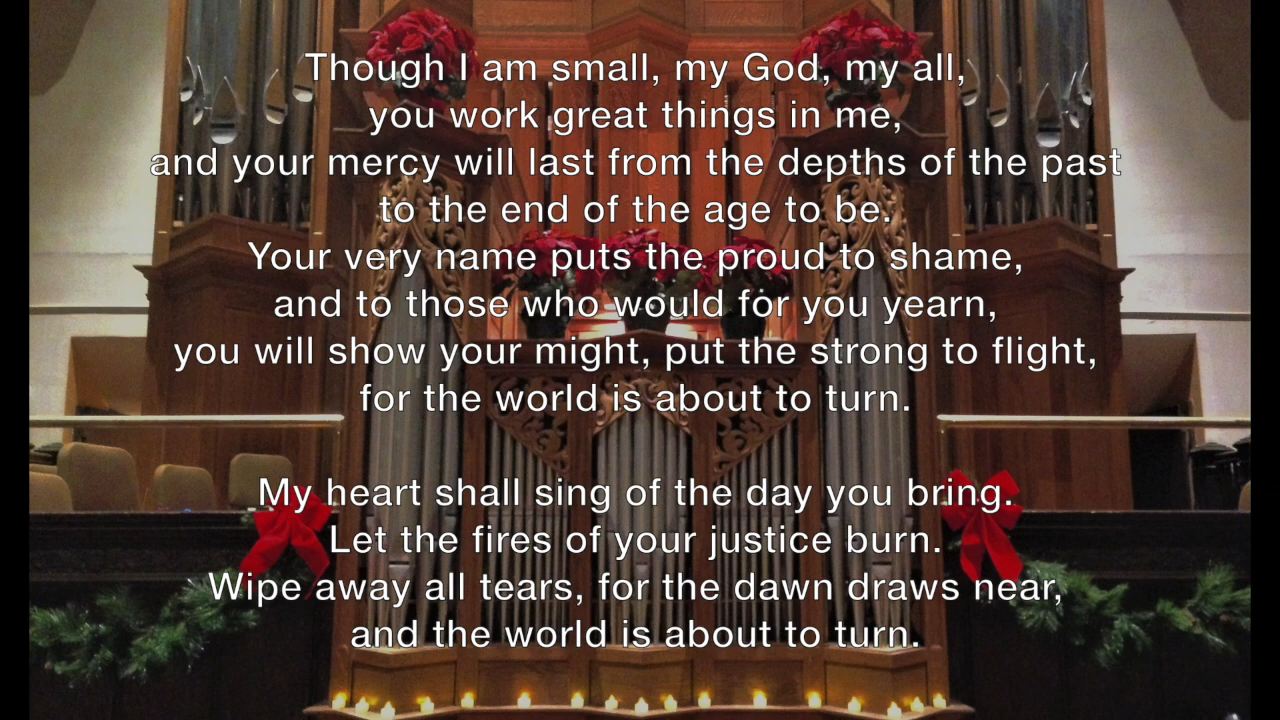 Though I am small, my God, my all,
you work great things in me,
and your mercy will last from the depths of the past
to the end of the age to be.
Your very name puts the proud to shame,
and to those who would for you yearn,
you will show your might, put the strong to flight,
for the world is about to turn.
My heart shall sing of the day you bring.
Let the fires of your justice burn.
Wipe away all tears, for the dawn draws near,
and the world is about to turn.